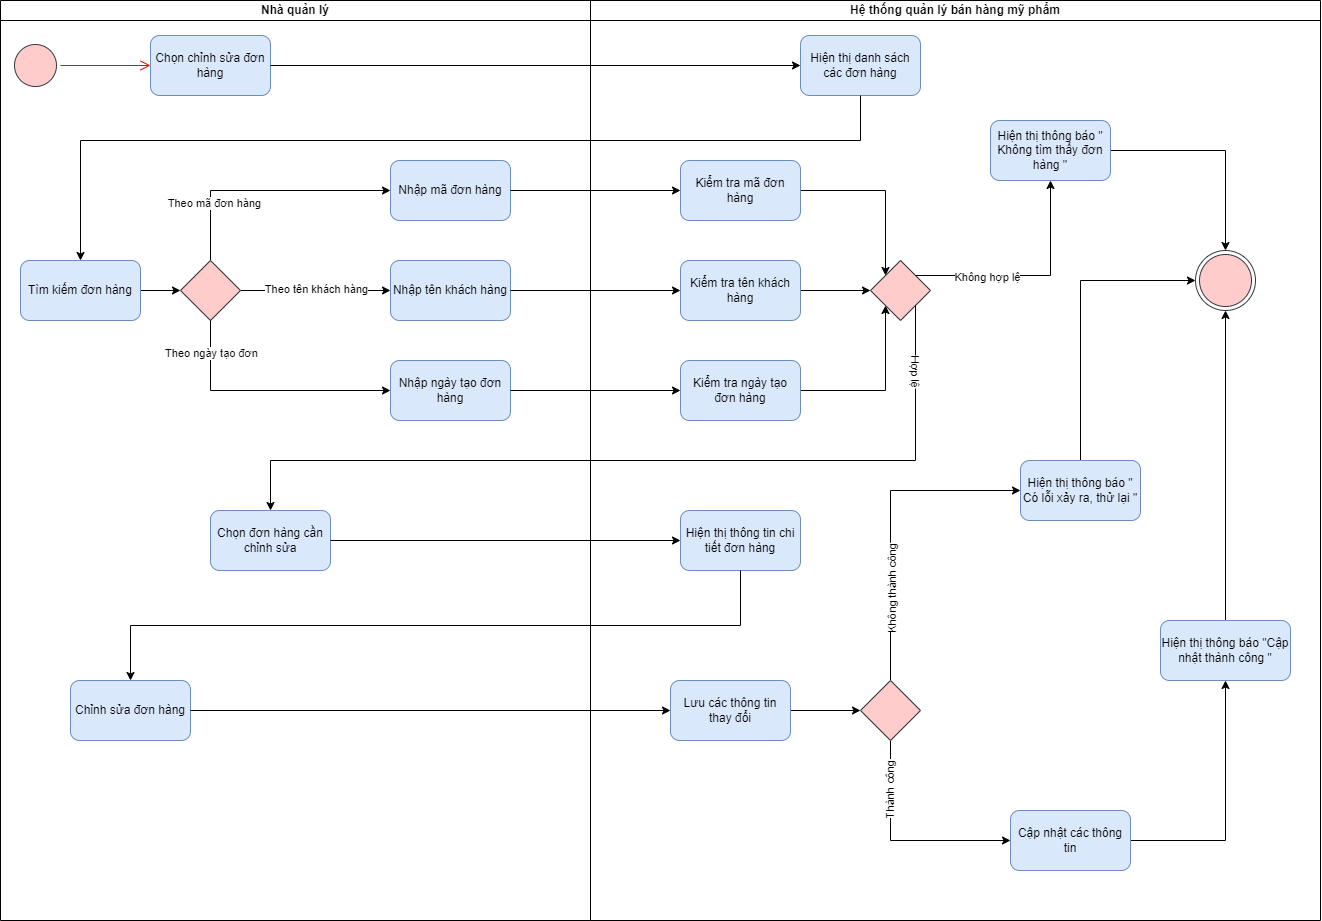 Nhà quản lý
Hệ thống quản lý bán hàng mỹ phẩm
Chọn chỉnh sửa đơn
hàng
Hiện thị danh sách
các đơn hàng
Hiện thị thông báo "
Không tìm thấy đơn
hàng "
Theo mã đơn hàng
Nhập mã đơn hàng
Kiểm tra mã đơn
hàng
Tìm kiếm đơn hàng
Theo tên khách hàng
Nhập tên khách hàng
Kiểm tra tên khách
hàng
Không hợp lệ
Theo ngày tạo đơn
Nhập ngày tạo đơn
hàng
Kiểm tra ngày tạo
đơn hàng
Hợp lệ
Hiện thị thông báo "
Có lỗi xảy ra, thử lại "
Chọn đơn hàng cần
chỉnh sửa
Hiện thị thông tin chi
tiết đơn hàng
Không thành công
Hiện thị thông báo "Cập
nhật thành công "
Chỉnh sửa đơn hàng
Lưu các thông tin
thay đổi
Thành công
Cập nhật các thông
tin